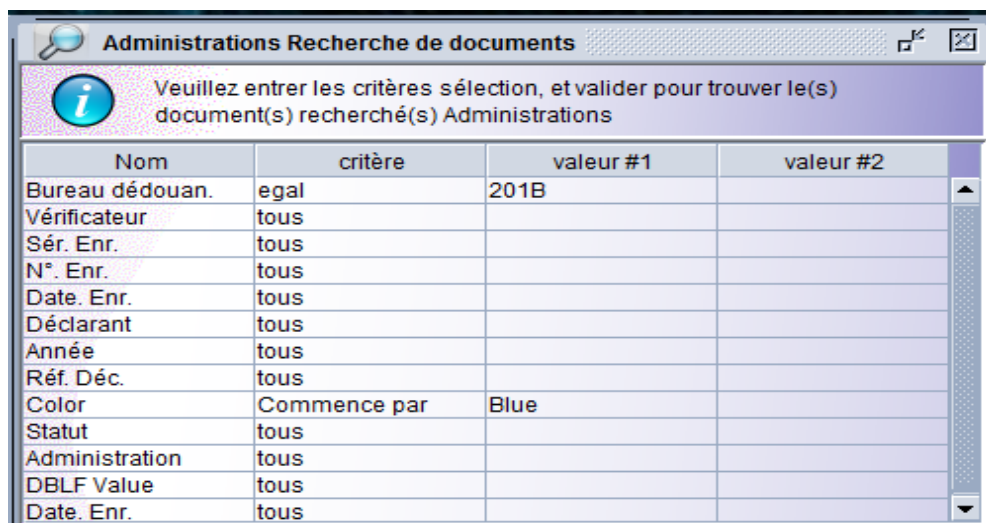 Administrations Recherche de documents
Veuillez entrer les critères sélection, et valider pour trouver le(s)
document(s) recherché(s) Administrations
Nom critère valeur #1 valeur #2
Bureau dédouan. egal 201B
Vérificateur tous
Sér. Enr. tous
N°. Enr. tous
Date. Enr. tous
Déclarant tous
Année tous
Réf. Déc. tous
Color Commence par Blue
Statut tous
Administration tous
DBLF Value tous
Date. Enr. tous